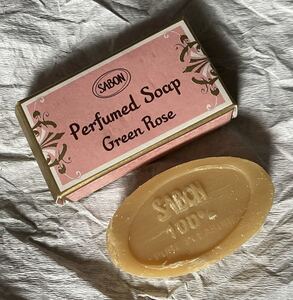 SABON
Perfumed Soap
Green Rose
SABON
100%